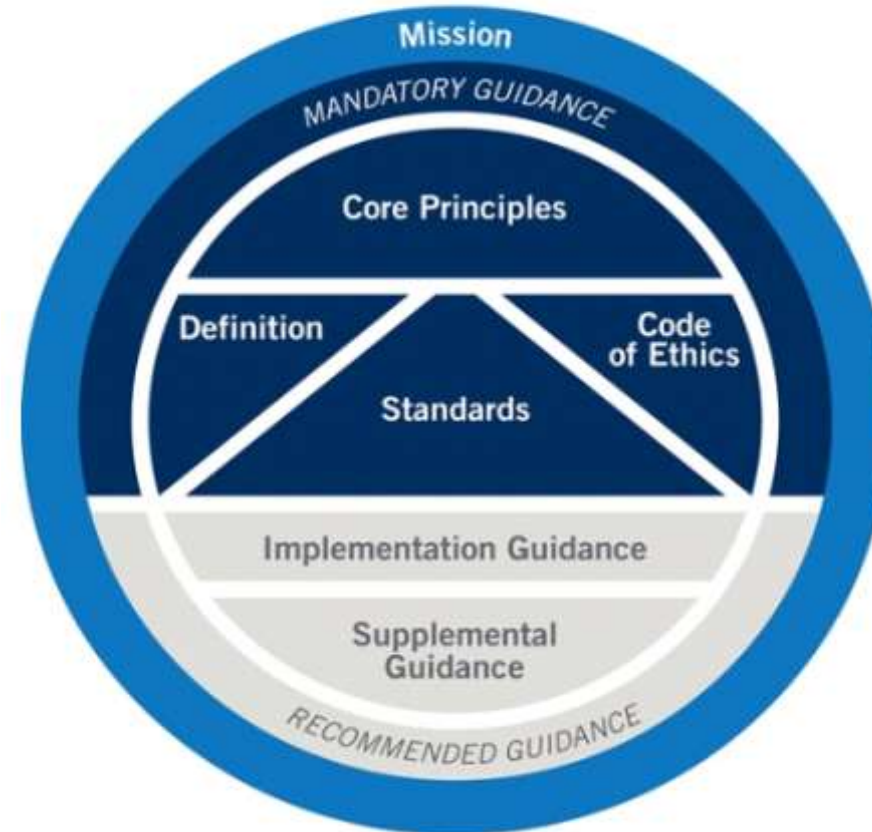 Mission
MANDATORY GUIDANCE
Core Principles
Definition
Code
of Ethics
Standards
Implementation Guidance
Supplemental
Guidance
RECOMMENDED GUIDANCE